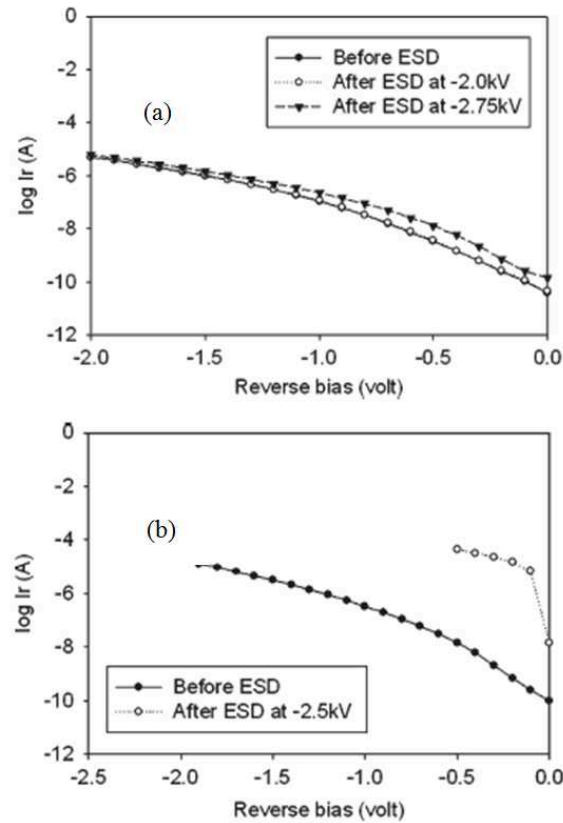 0
Before ESD
After ESD at -2.0kV
After ESD at -2.75kV
-2
(a)
-4
log Ir (A)
-6
-8
-10
-12
-2.0 -1.5 -1.0 -0.5 0.0
Reverse bias (volt)
0
-2
(b)
-4
log Ir (A)
-6
-8
Before ESD
After ESD at -2.5kV
-10
-12
-2.5 -2.0 -1.5 -1.0 -0.5 0.0
Reverse bias (volt)